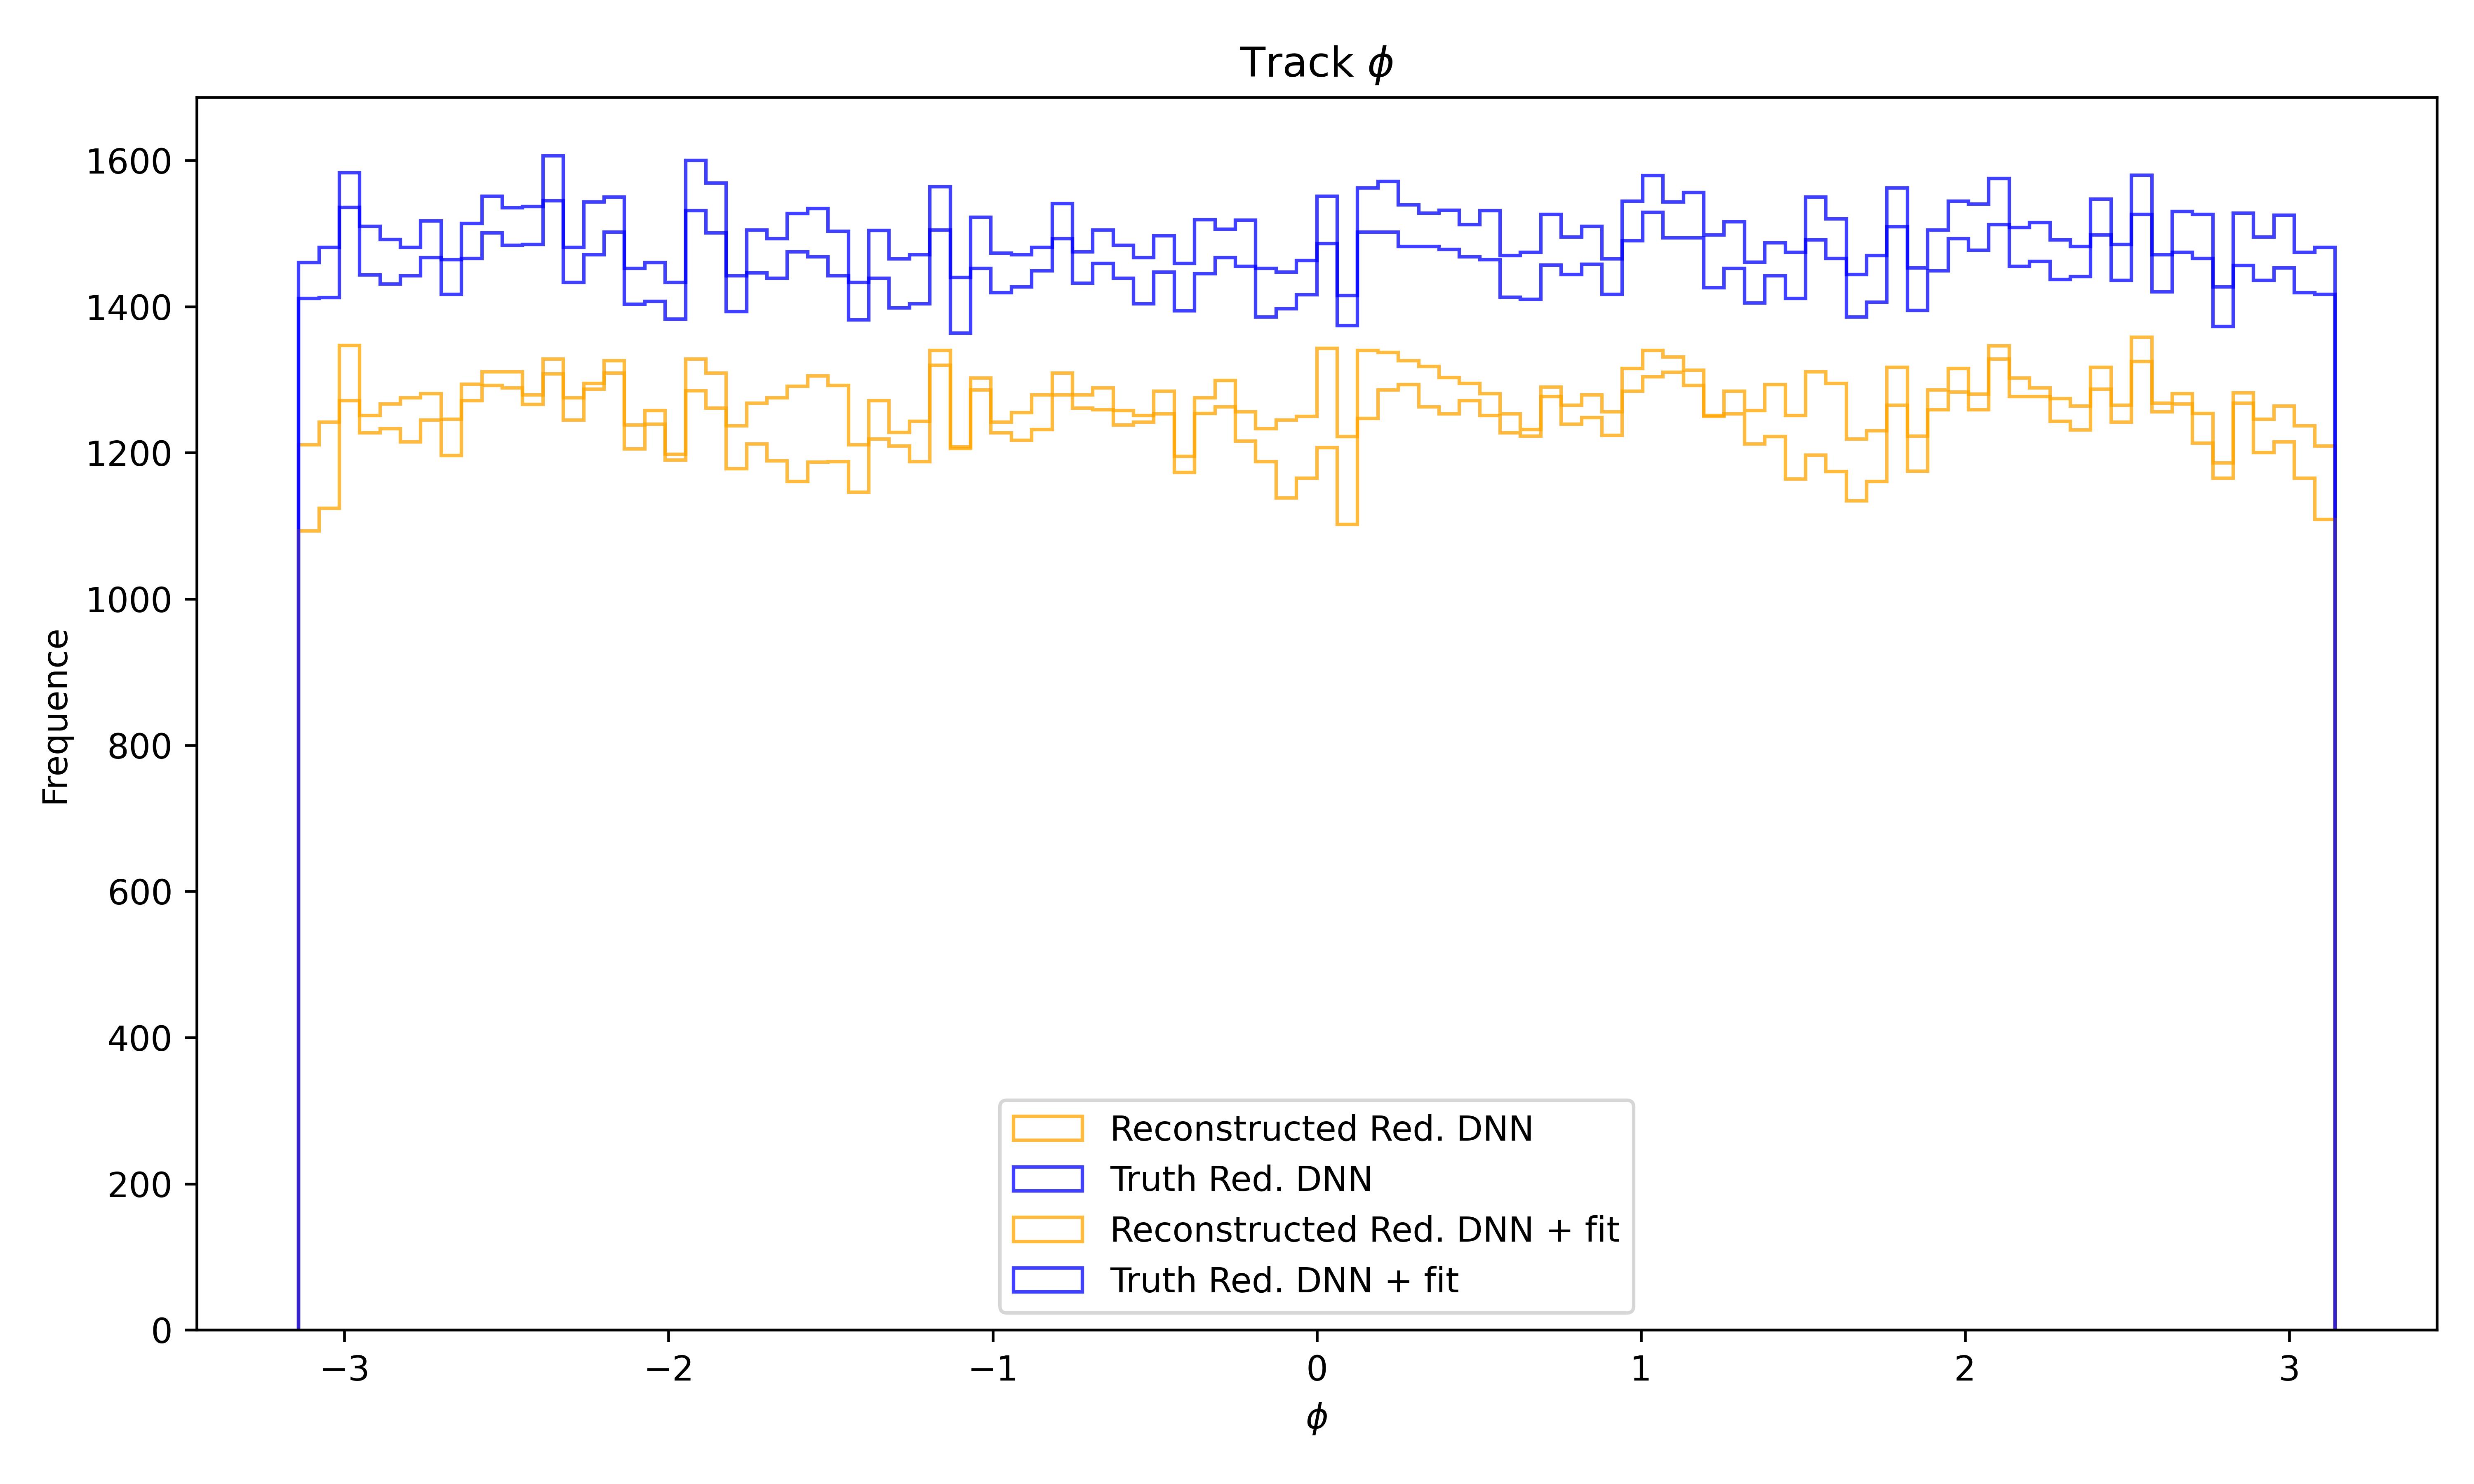 Track ϕ
Frequence
1600
1400
1200
1000
800
600
400
200
0
−3
−2
−1
0
1
2
3
ϕ
Reconstructed Red. DNN
Truth Red. DNN
Reconstructed Red. DNN + fit
Truth Red. DNN + fit